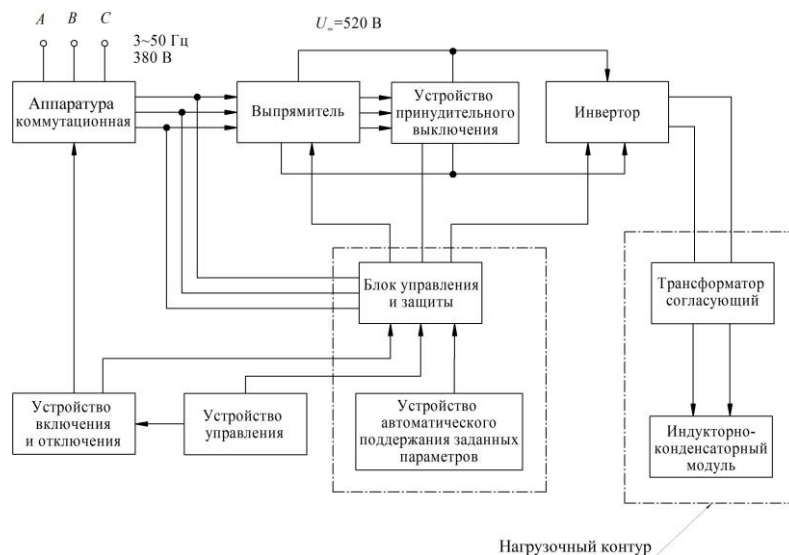 A B C
3~50 Гц
380 В
U_=520 В
Аппаратура
коммутационная
Выпрямитель
Устройство
принудительного
выключения
Инвертор
Блок управления
и защиты
Трансформатор
согласующий
Устройство
включения
и отключения
Устройство
управления
Устройство
автоматического
поддержания заданных
параметров
Индукторно-
конденсаторный
модуль
Нагрузочный контур